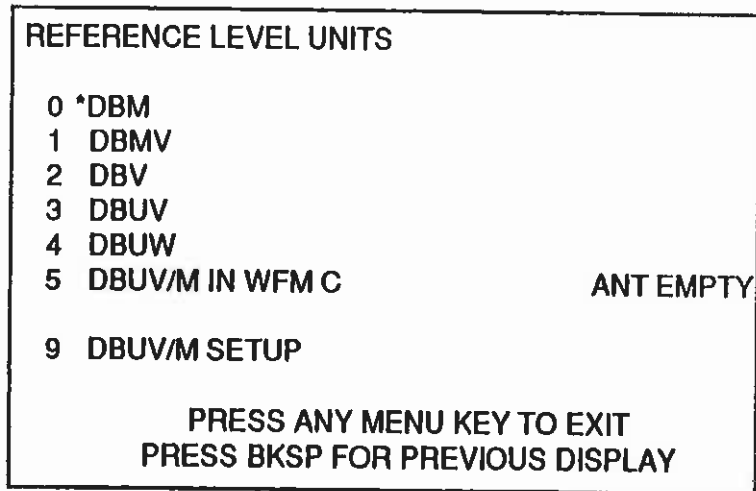 REFERENCE LEVEL UNITS
0 *DBM
1 DBMV
2 DBV
3 DBUV
4 DBUW
5 DBUV/M IN WFM C ANT EMPTY
9 DBUV/M SETUP
PRESS ANY MENU KEY TO EXIT
PRESS BKSP FOR PREVIOUS DISPLAY